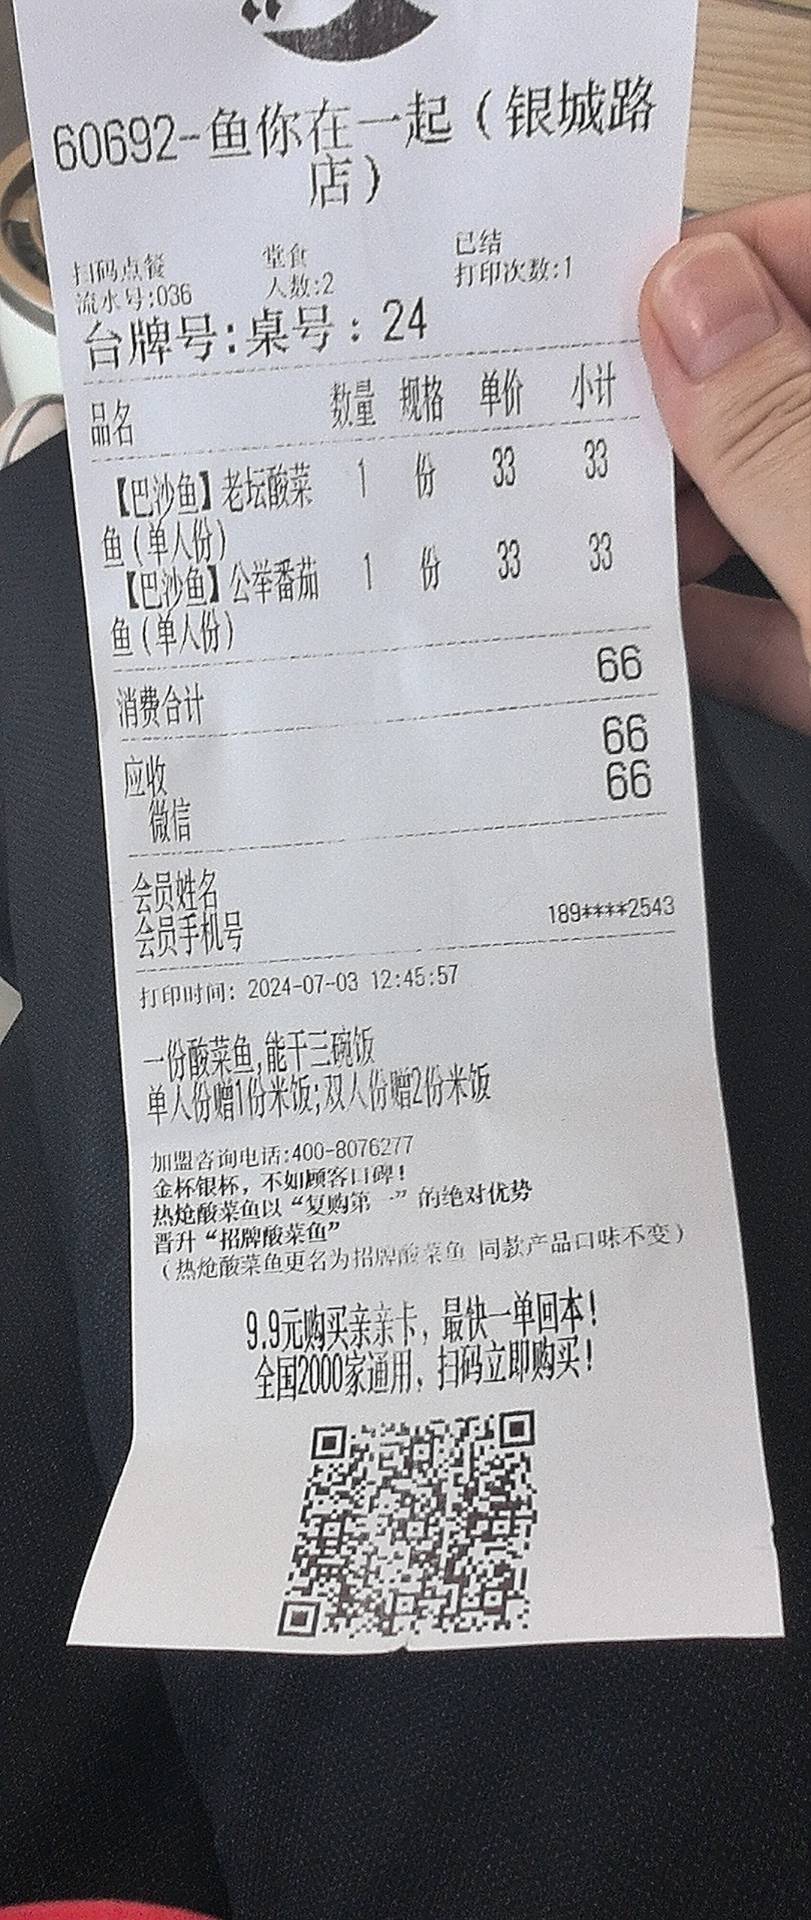 60692-鱼你在一起（银城路
店）
扫码点餐 堂食 已结
流水号:036 人数:2 打印次数:1
台牌号:桌号：24
品名 数量 规格 单价 小计
【巴沙鱼】老坛酸菜 1 份 33 33
鱼(单人份)
【巴沙鱼】公举番茄 1 份 33 33
鱼(单人份)
消费合计 66
应收 66
微信 66
会员姓名
会员手机号 189****2543
打印时间: 2024-07-03 12:45:57
一份酸菜鱼,能干三碗饭
单人份赠1份米饭;双人份赠2份米饭
加盟咨询电话:400-8076277
金杯银杯，不如顾客口碑!
热炝酸菜鱼以“复购第一”的绝对优势
晋升“招牌酸菜鱼”
（热炝酸菜鱼更名为招牌酸菜鱼 同款产品口味不变）
9.9元购买亲亲卡，最快一单回本!
全国2000家通用，扫码立即购买!